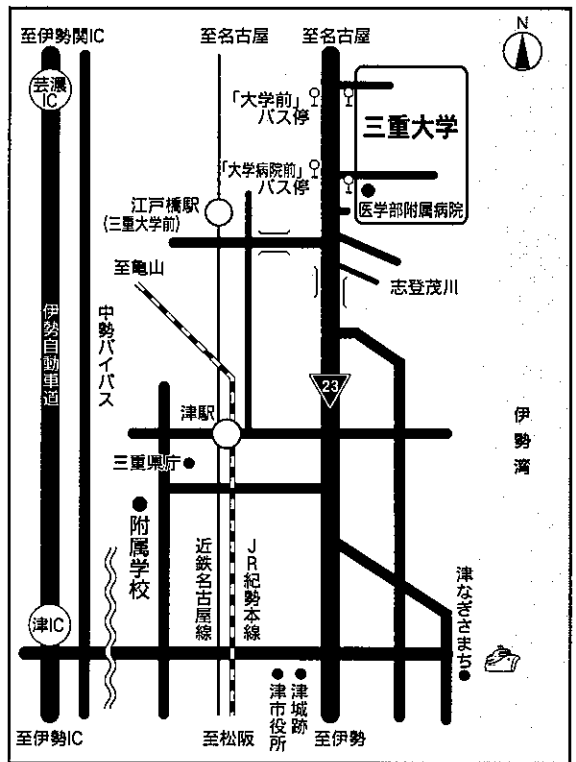 至伊勢関IC
至名古屋
至名古屋
N
芸濃
IC
「大学前」
バス停
三重大学
「大学病院前」
バス停
医学部附属病院
江戸橋駅
(三重大学前)
至亀山
志登茂川
伊勢自動車道
中勢バイパス
23
津駅
伊勢湾
三重県庁
附属学校
近鉄名古屋線
JR紀勢本線
津なぎさまち
津IC
津市役所
津城跡
至伊勢IC
至松阪
至伊勢